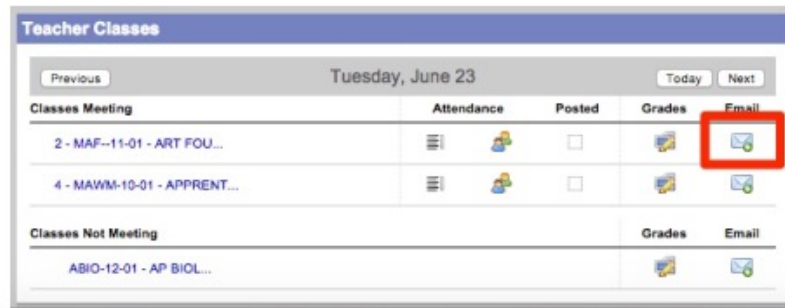 Teacher Classes
Previous Tuesday, June 23 Today Next
Classes Meeting Attendance Posted Grades Email
2 - MAF--11-01 - ART FOU...
4 - MAWM-10-01 - APPRENT...
Classes Not Meeting Grades Email
ABIO-12-01 - AP BIOL...